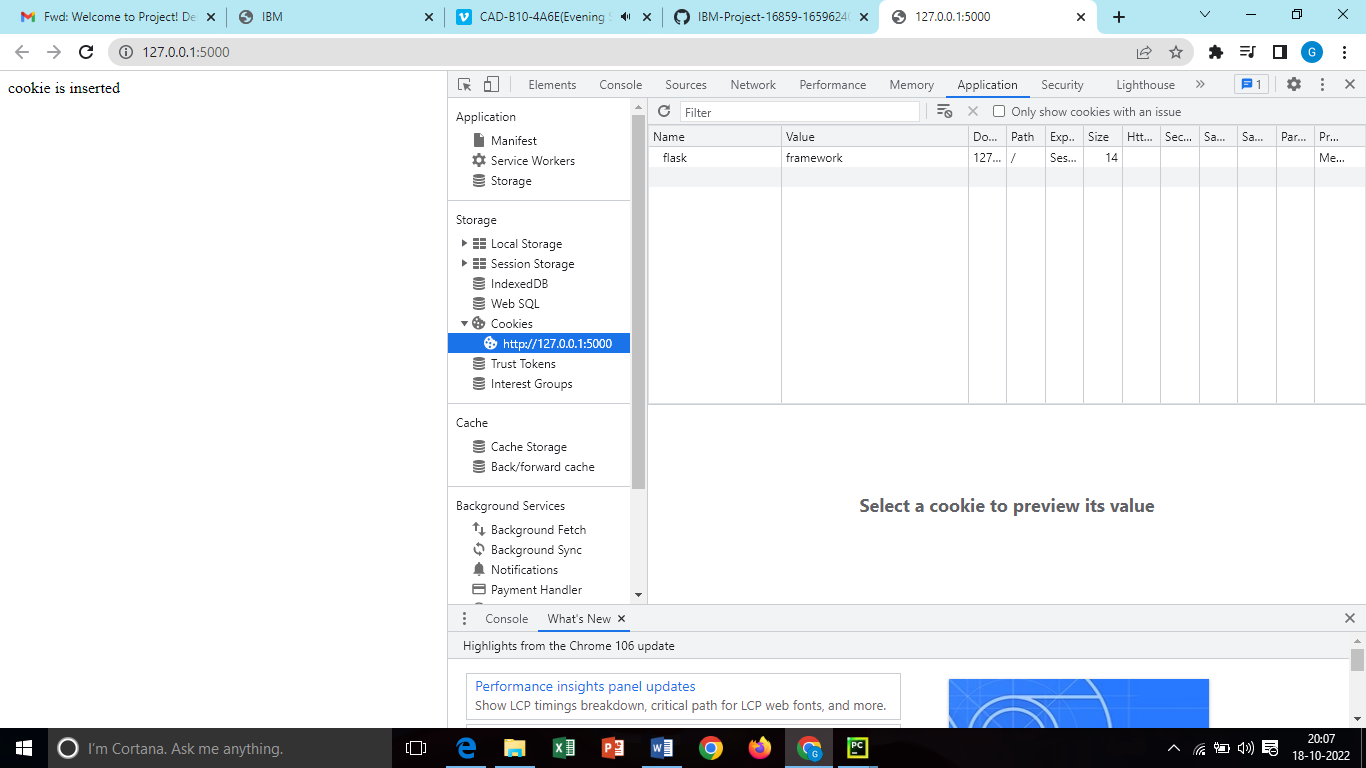 Fwd: Welcome to Project! De
IBM
CAD-B10-4A6E(Evening S
IBM-Project-16859-16596240
127.0.0.1:5000
127.0.0.1:5000
G
cookie is inserted
Elements Console Sources Network Performance Memory Application Security Lighthouse 1
Application
Manifest
Service Workers
Storage
Storage
Local Storage
Session Storage
IndexedDB
Web SQL
Cookies
http://127.0.0.1:5000
Trust Tokens
Interest Groups
Cache
Cache Storage
Back/forward cache
Background Services
Background Fetch
Background Sync
Notifications
Payment Handler
Filter
Only show cookies with an issue
Name Value Do... Path Exp... Size Htt... Sec... Sa... Sa... Par... Pr...
flask framework 127... / Ses... 14 Me...
Select a cookie to preview its value
Console What's New
Highlights from the Chrome 106 update
Performance insights panel updates
Show LCP timings breakdown, critical path for LCP web fonts, and more.
I'm Cortana. Ask me anything.
G
PC
20:07
18-10-2022